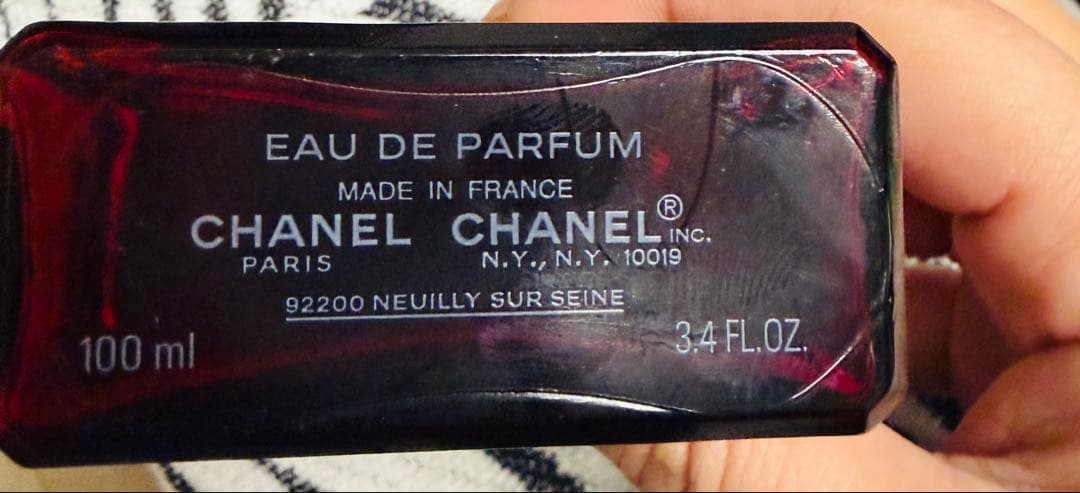 EAU DE PARFUM
MADE IN FRANCE
CHANEL CHANEL® INC.
PARIS N.Y., N.Y. 10019
92200 NEUILLY SUR SEINE
100 ml 3.4 FL.OZ.